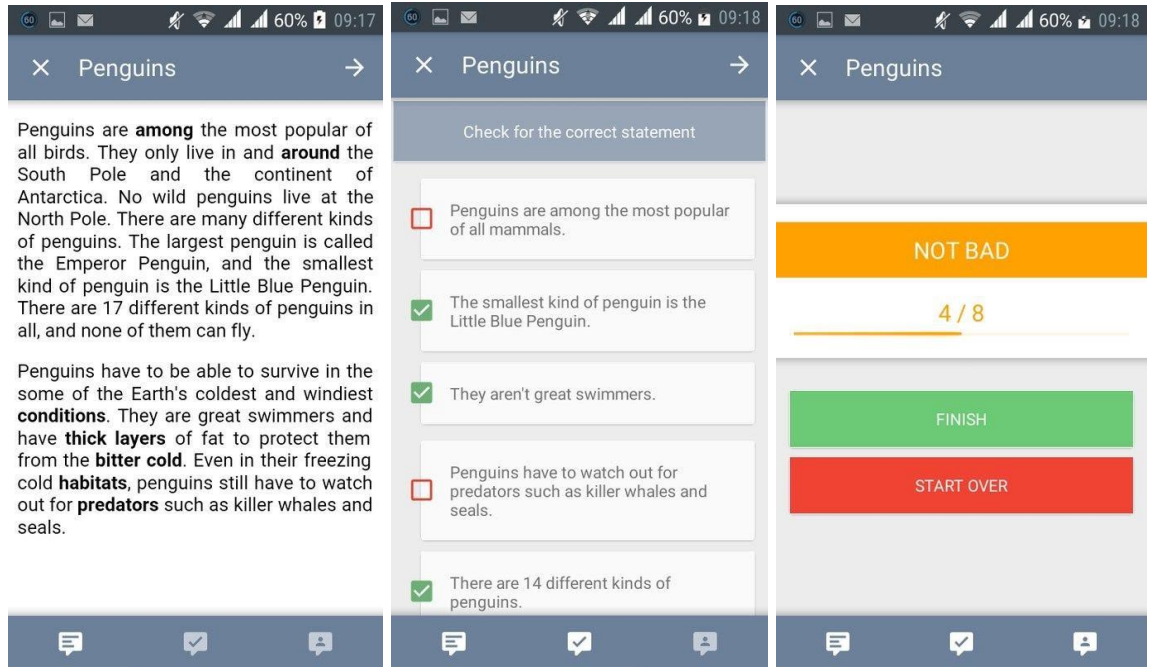 60 60% 09:17
Penguins
Penguins are among the most popular of
all birds. They only live in and around the
South Pole and the continent of
Antarctica. No wild penguins live at the
North Pole. There are many different kinds
of penguins. The largest penguin is called
the Emperor Penguin, and the smallest
kind of penguin is the Little Blue Penguin.
There are 17 different kinds of penguins in
all, and none of them can fly.
Penguins have to be able to survive in the
some of the Earth's coldest and windiest
conditions. They are great swimmers and
have thick layers of fat to protect them
from the bitter cold. Even in their freezing
cold habitats, penguins still have to watch
out for predators such as killer whales and
seals.
60 60% 09:18
Penguins
Check for the correct statement
Penguins are among the most popular
of all mammals.
The smallest kind of penguin is the
Little Blue Penguin.
They aren't great swimmers.
Penguins have to watch out for
predators such as killer whales and
seals.
There are 14 different kinds of
penguins.
60 60% 09:18
Penguins
NOT BAD
4 / 8
FINISH
START OVER